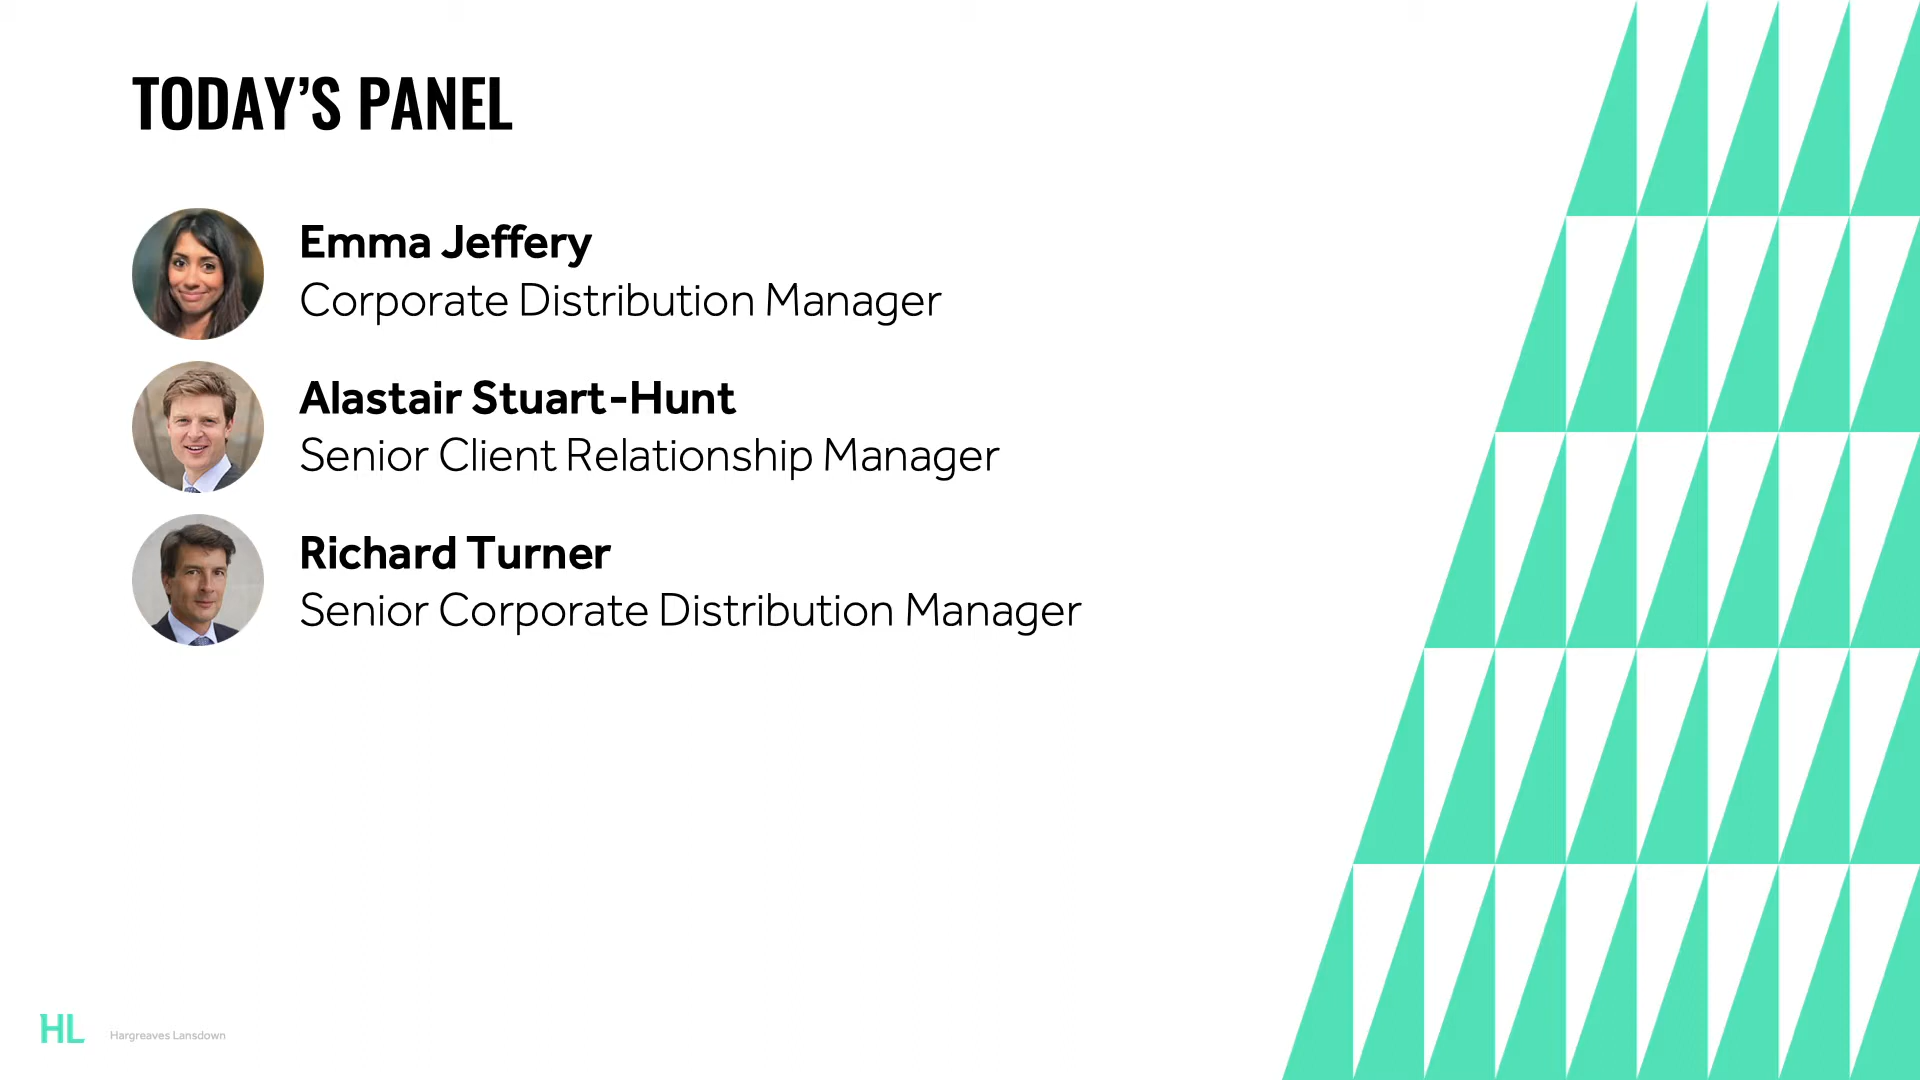 TODAY’S PANEL
Emma Jeffery
Corporate Distribution Manager
Alastair Stuart-Hunt
Senior Client Relationship Manager
Richard Turner
Senior Corporate Distribution Manager
HL
Hargreaves Lansdown